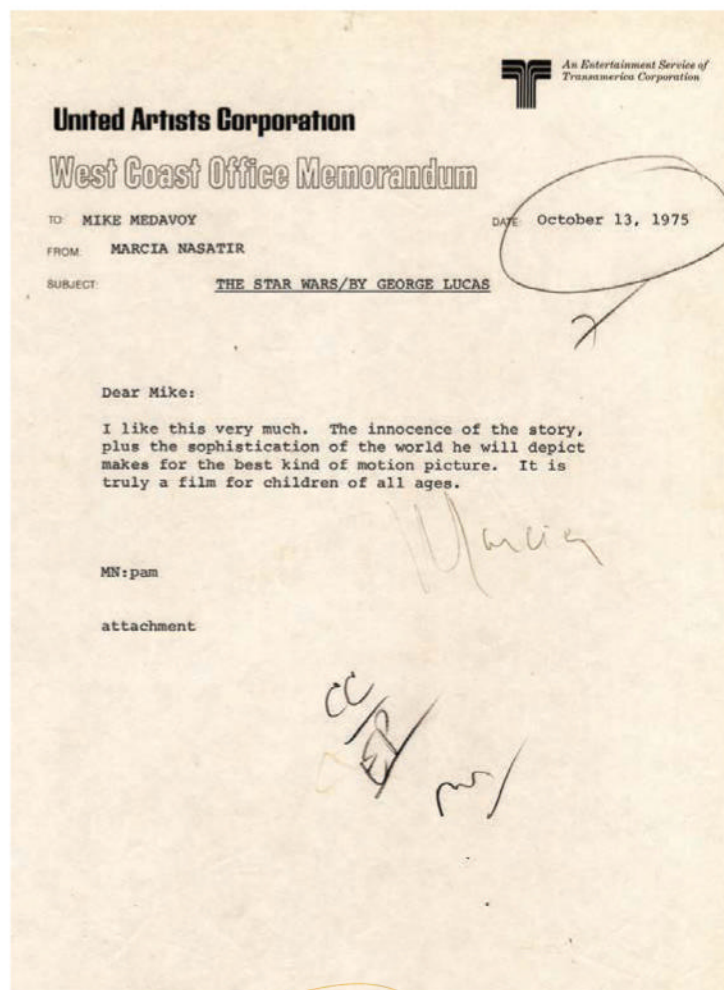 An Entertainment Service of
Transamerica Corporation
United Artists Corporation
West Coast Office Memorandum
TO: MIKE MEDAVOY
DATE: October 13, 1975
FROM: MARCIA NASATIR
SUBJECT: THE STAR WARS/BY GEORGE LUCAS
Dear Mike:
I like this very much. The innocence of the story,
plus the sophistication of the world he will depict
makes for the best kind of motion picture. It is
truly a film for children of all ages.
Marcia
MN:pam
attachment
CC
EP